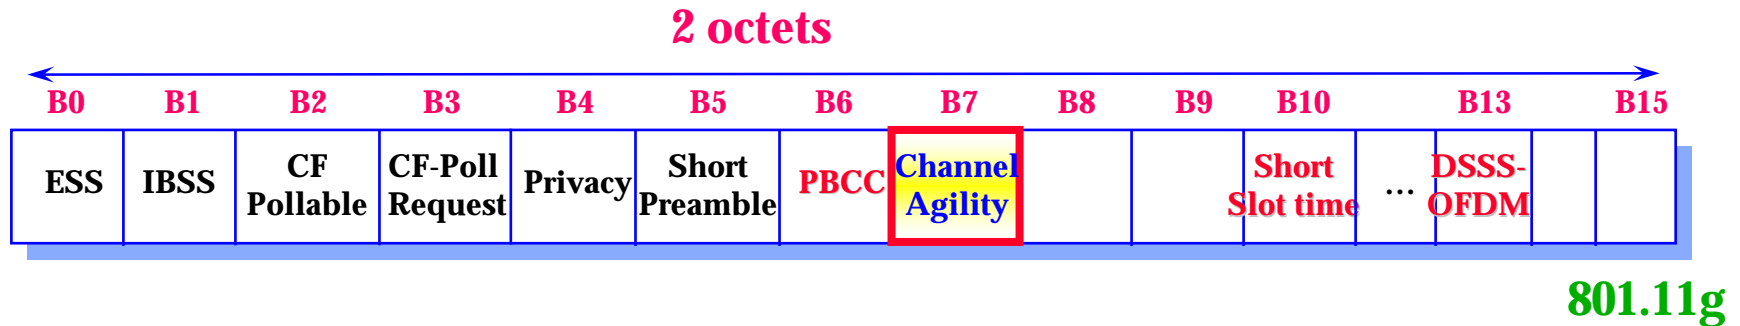 2 octets
B0 B1 B2 B3 B4 B5 B6 B7 B8 B9 B10 B13 B15
ESS IBSS CF Pollable CF-Poll Request Privacy Short Preamble PBCC Channel Agility Short Slot time ... DSSS-OFDM
801.11g